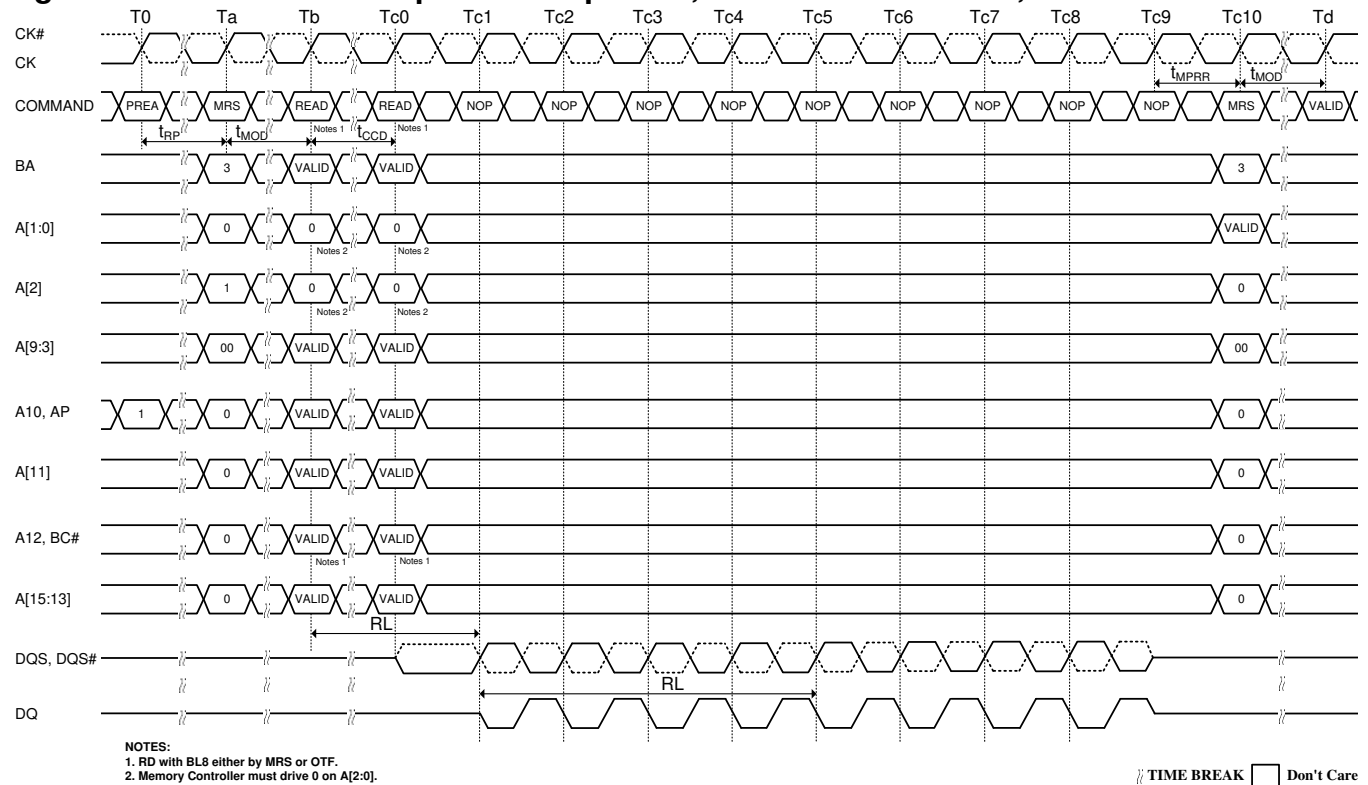 T0 Ta Tb Tc0 Tc1 Tc2 Tc3 Tc4 Tc5 Tc6 Tc7 Tc8 Tc9 Tc10 Td
CK#
CK
tMPRR tMOD
COMMAND PREA MRS READ READ NOP NOP NOP NOP NOP NOP NOP NOP NOP MRS VALID
Notes 1 Notes 1
tRP tMOD tCCD
BA 3 VALID VALID 3
A[1:0] 0 0 0 VALID
Notes 2 Notes 2
A[2] 1 0 0 0
Notes 2 Notes 2
A[9:3] 00 VALID VALID 00
A10, AP 1 0 VALID VALID 0
A[11] 0 VALID VALID 0
A12, BC# 0 VALID VALID 0
Notes 1 Notes 1
A[15:13] 0 VALID VALID 0
RL
DQS, DQS#
RL
DQ
NOTES:
1. RD with BL8 either by MRS or OTF.
2. Memory Controller must drive 0 on A[2:0].
TIME BREAK Don't Care